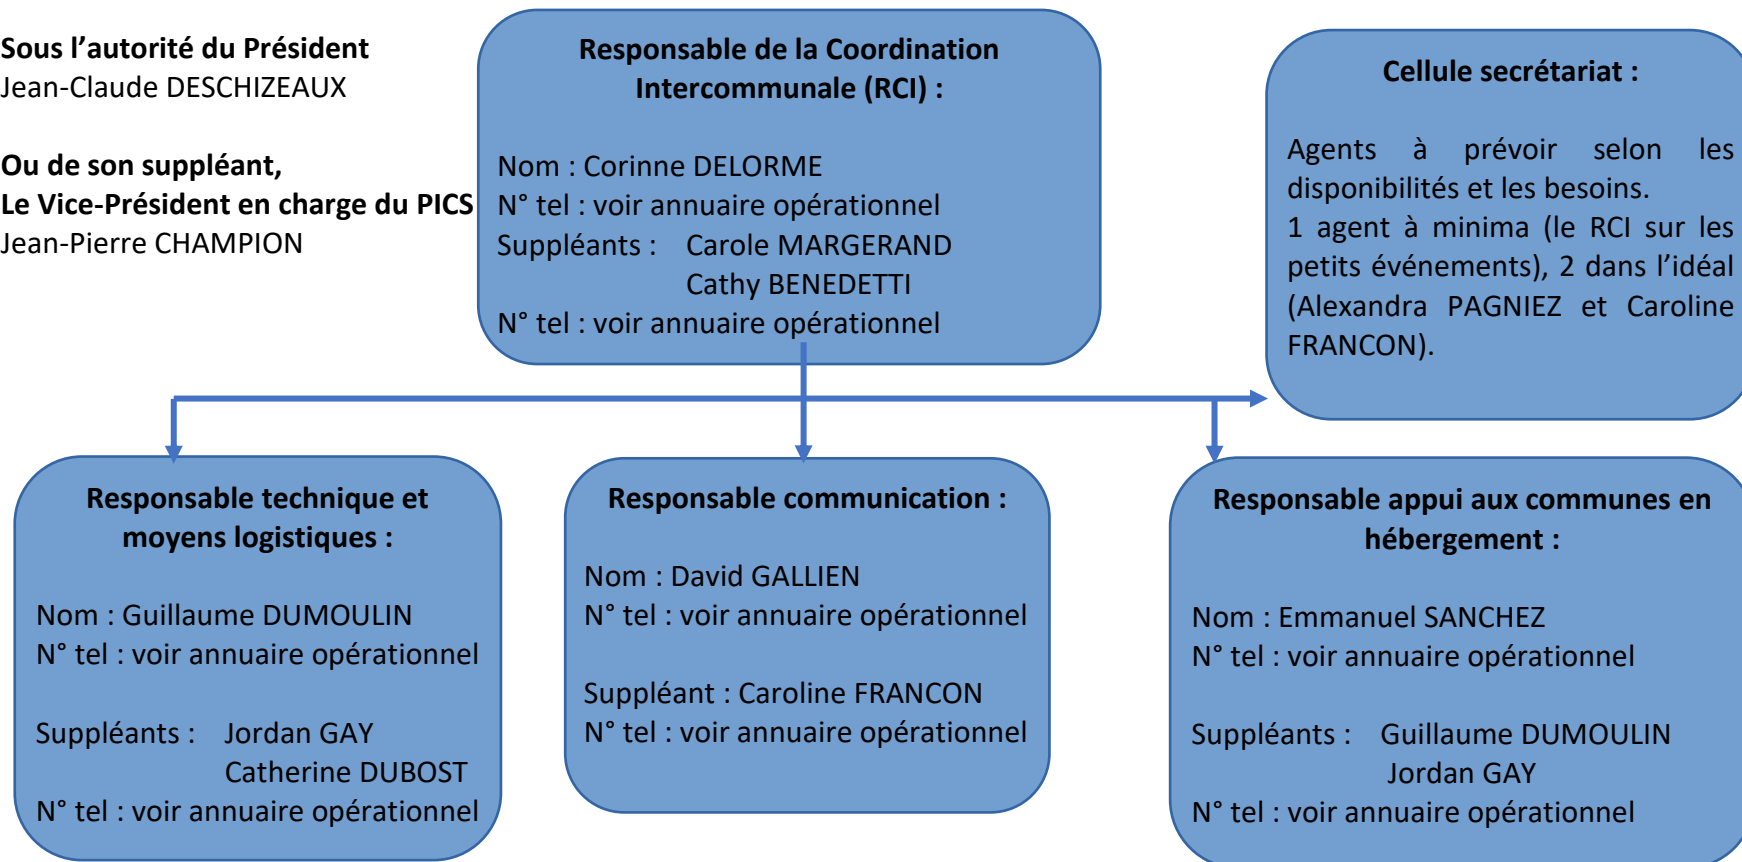 Sous l’autorité du Président
Jean-Claude DESCHIZEAUX
Ou de son suppléant,
Le Vice-Président en charge du PICS
Jean-Pierre CHAMPION
Responsable de la Coordination
Intercommunale (RCI) :
Nom : Corinne DELORME
N° tel : voir annuaire opérationnel
Suppléants : Carole MARGERAND
Cathy BENEDETTI
N° tel : voir annuaire opérationnel
Cellule secrétariat :
Agents à prévoir selon les
disponibilités et les besoins.
1 agent à minima (le RCI sur les
petits événements), 2 dans l’idéal
(Alexandra PAGNIEZ et Caroline
FRANCON).
Responsable technique et
moyens logistiques :
Nom : Guillaume DUMOULIN
N° tel : voir annuaire opérationnel
Suppléants : Jordan GAY
Catherine DUBOST
N° tel : voir annuaire opérationnel
Responsable communication :
Nom : David GALLIEN
N° tel : voir annuaire opérationnel
Suppléant : Caroline FRANCON
N° tel : voir annuaire opérationnel
Responsable appui aux communes en
hébergement :
Nom : Emmanuel SANCHEZ
N° tel : voir annuaire opérationnel
Suppléants : Guillaume DUMOULIN
Jordan GAY
N° tel : voir annuaire opérationnel